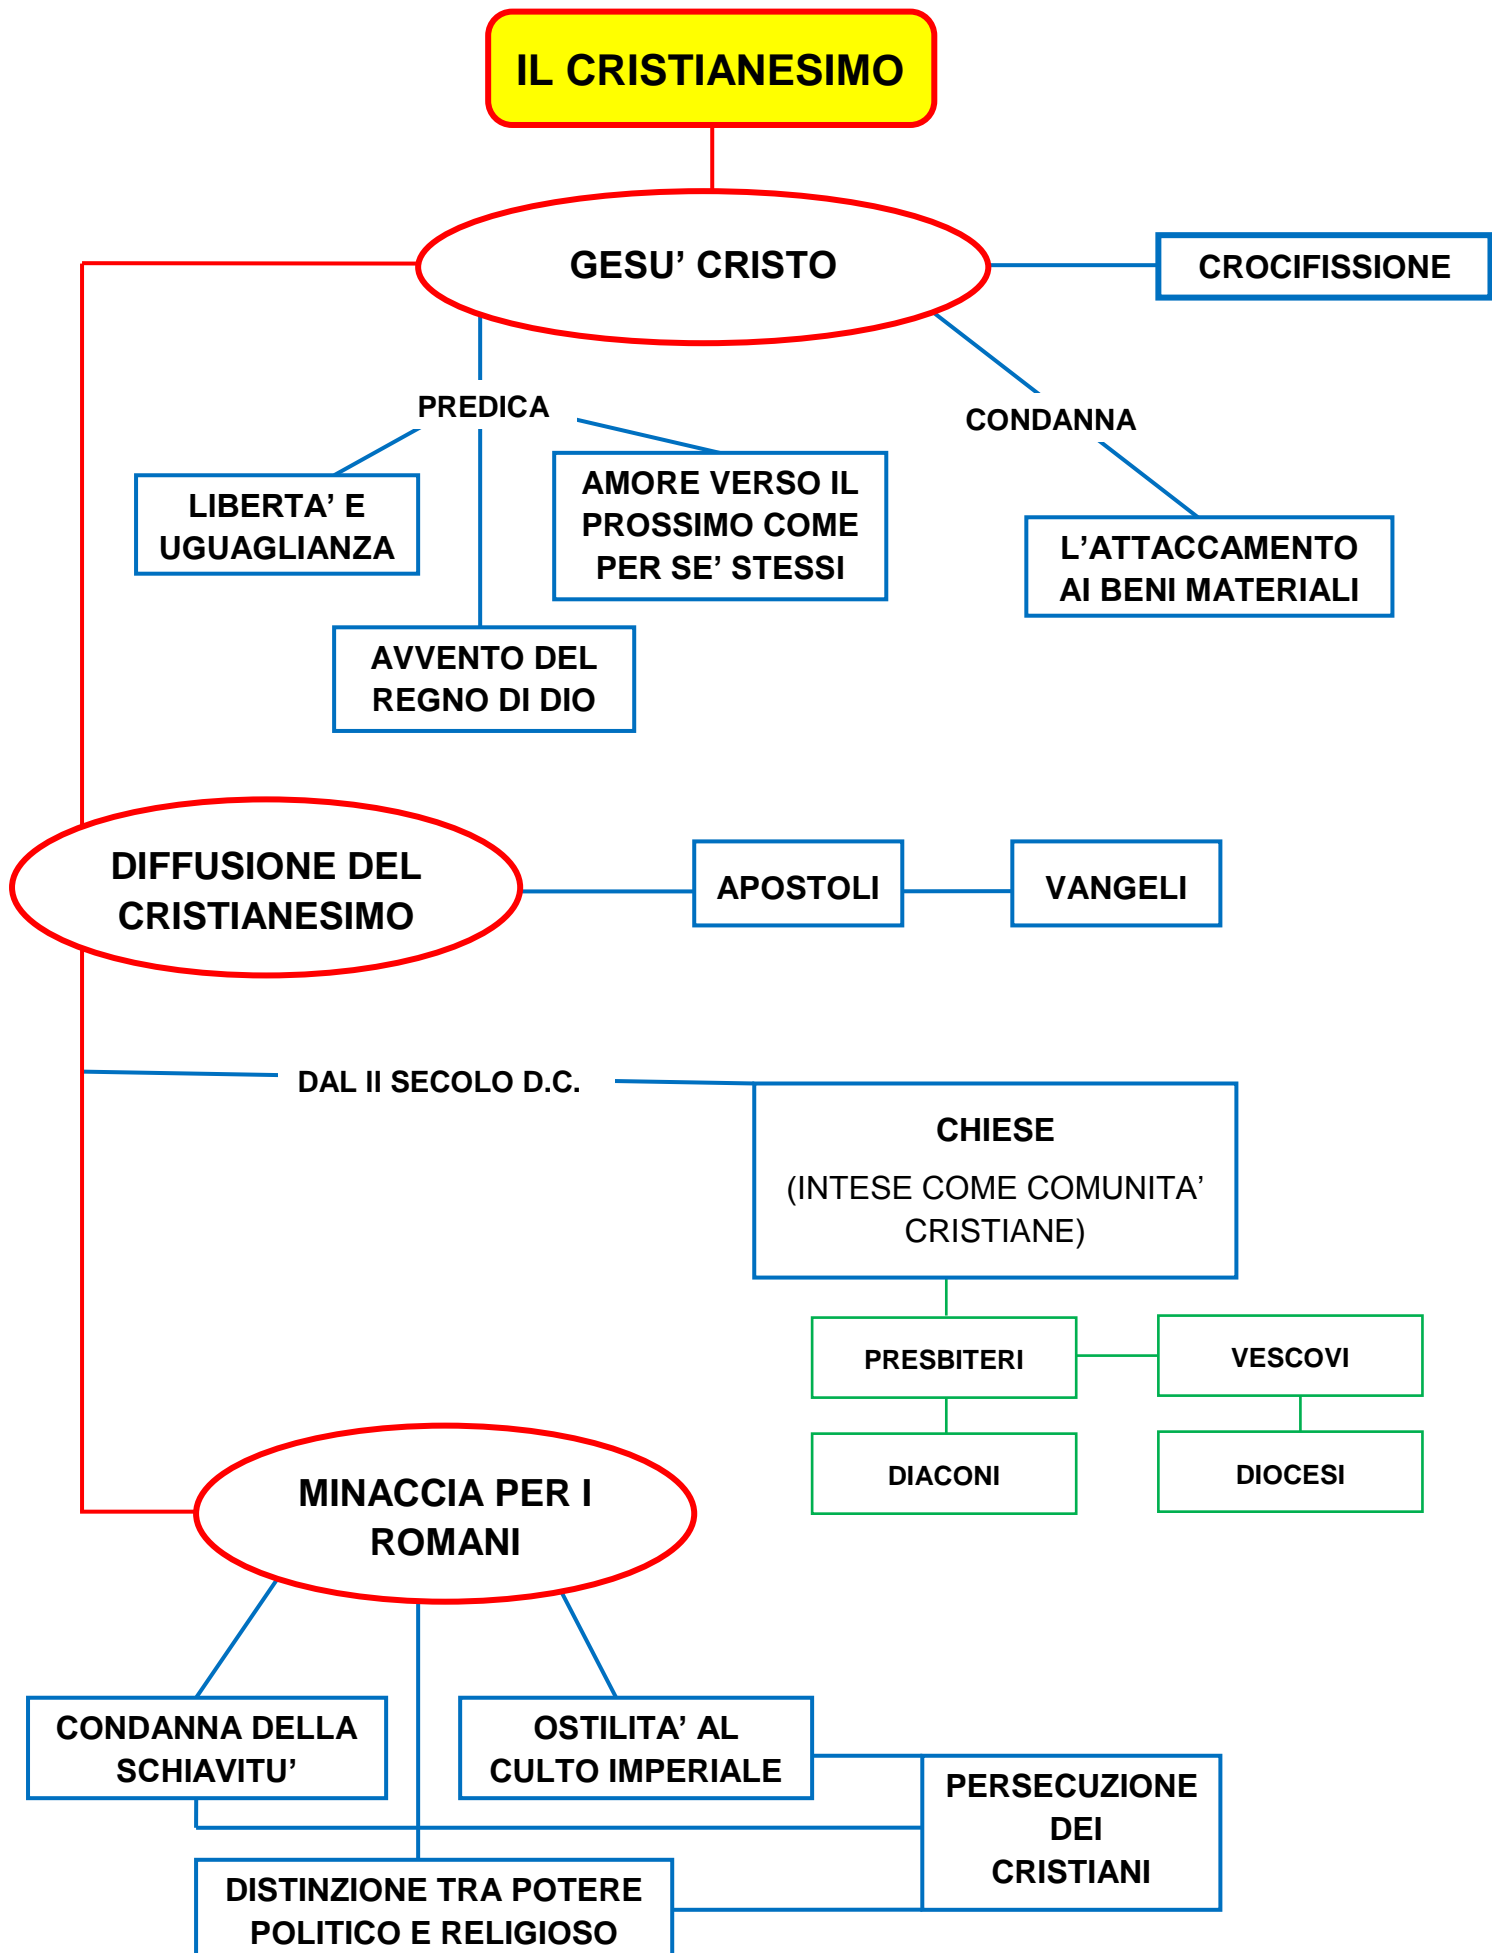 IL CRISTIANESIMO
GESU’ CRISTO
CROCIFISSIONE
PREDICA
CONDANNA
LIBERTA’ E
UGUAGLIANZA
AMORE VERSO IL
PROSSIMO COME
PER SE’ STESSI
L’ATTACCAMENTO
AI BENI MATERIALI
AVVENTO DEL
REGNO DI DIO
DIFFUSIONE DEL
CRISTIANESIMO
APOSTOLI
VANGELI
DAL II SECOLO D.C.
CHIESE
(INTESE COME COMUNITA’
CRISTIANE)
PRESBITERI
VESCOVI
DIACONI
DIOCESI
MINACCIA PER I
ROMANI
CONDANNA DELLA
SCHIAVITU’
OSTILITA’ AL
CULTO IMPERIALE
PERSECUZIONE
DEI
CRISTIANI
DISTINZIONE TRA POTERE
POLITICO E RELIGIOSO